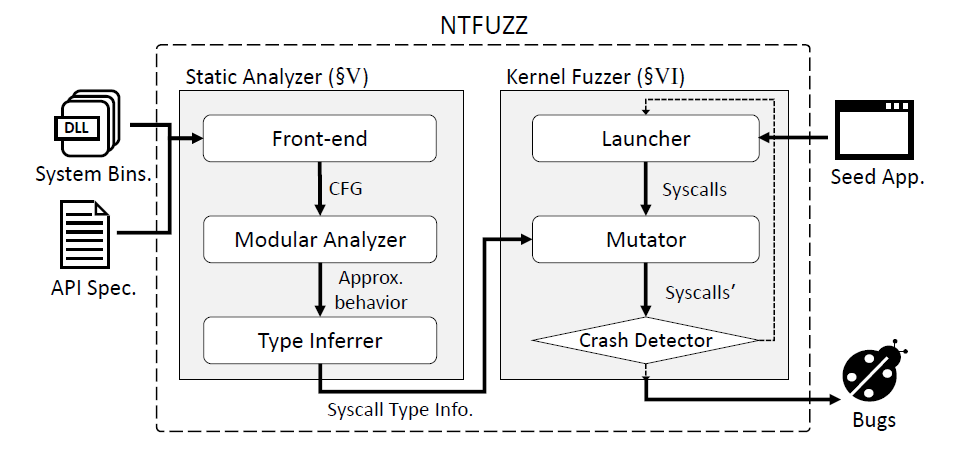 NTFUZZ
Static Analyzer (§V)
Kernel Fuzzer (§VI)
DLL
System Bins.
API Spec.
Front-end
CFG
Modular Analyzer
Approx.
behavior
Type Inferrer
Syscall Type Info.
Launcher
Syscalls
Mutator
Syscalls’
Crash Detector
Seed App.
Bugs